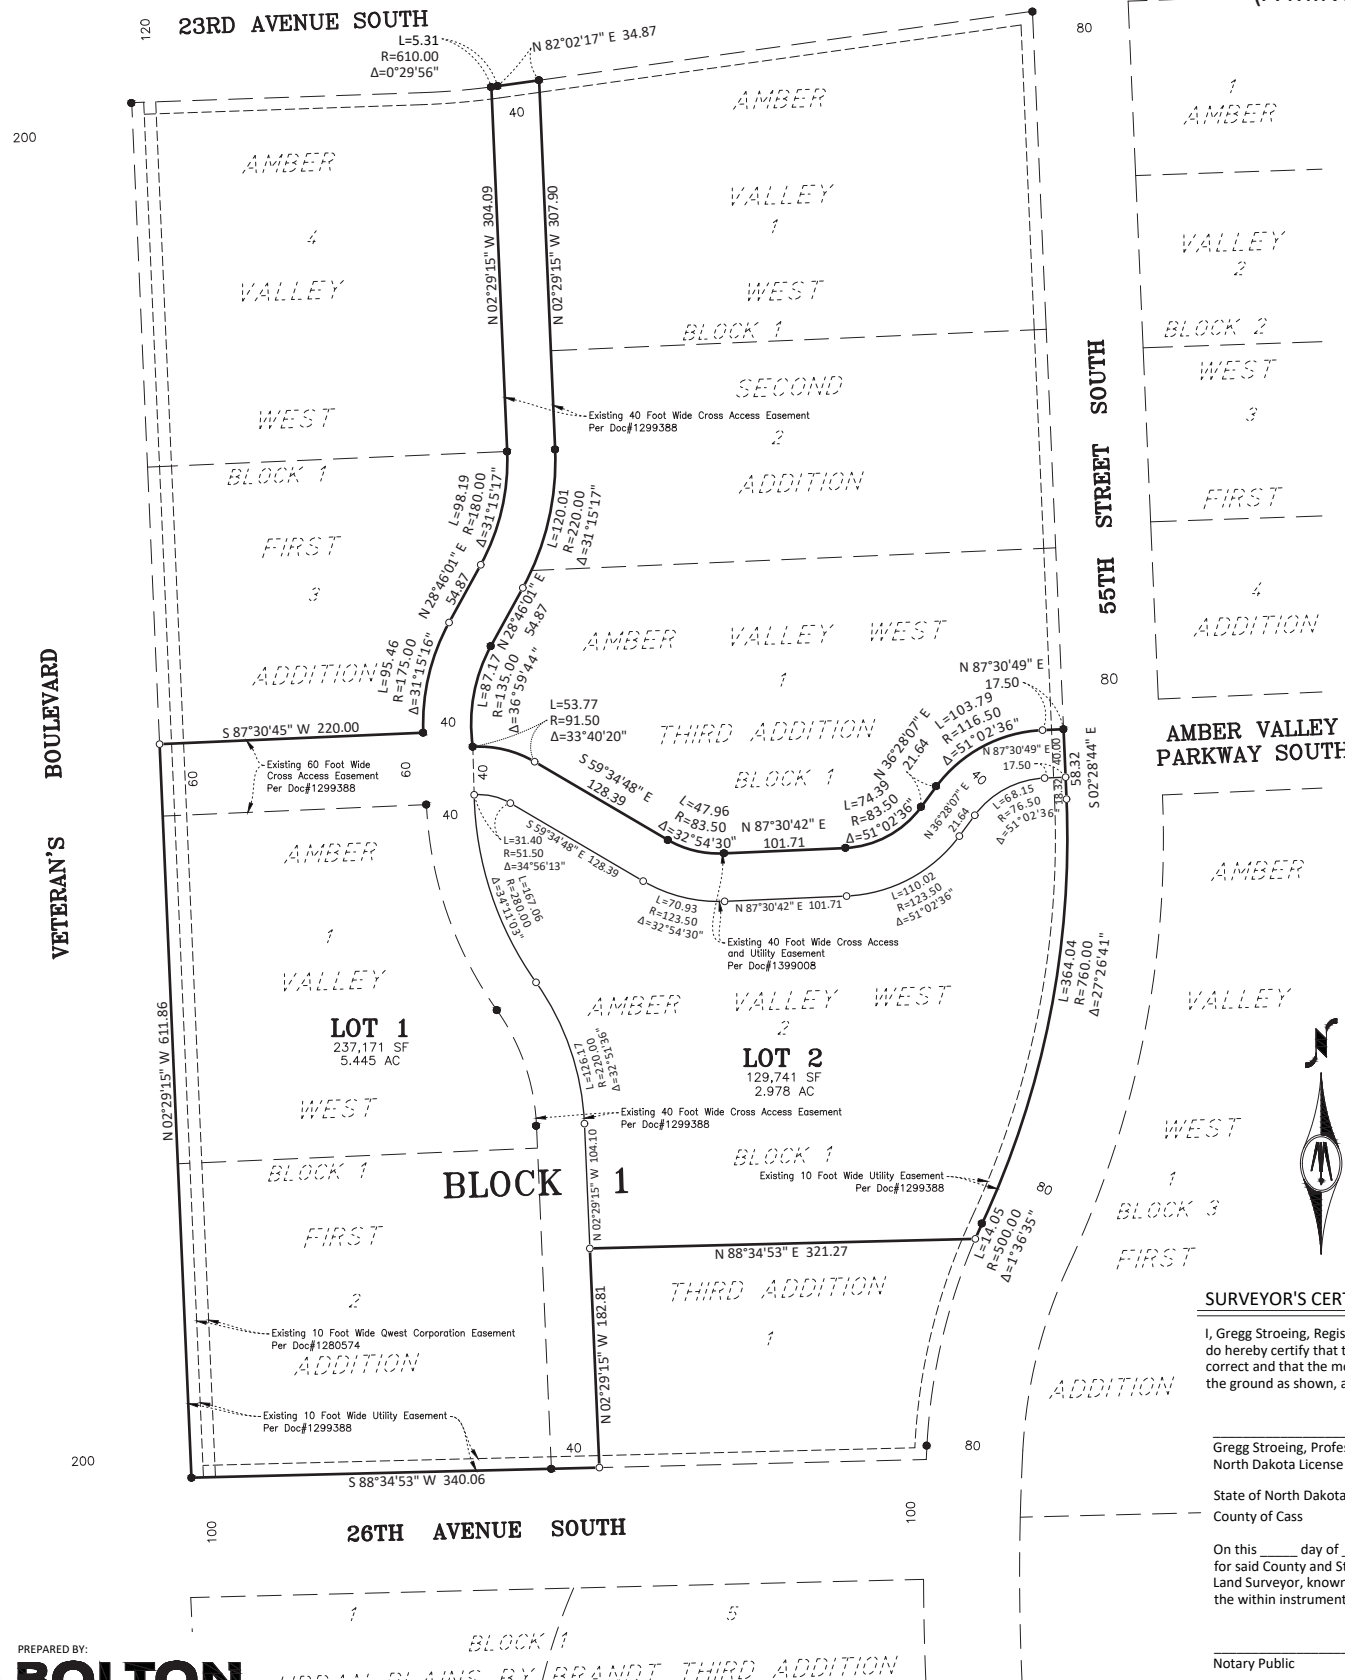 120
23RD AVENUE SOUTH
L=5.31
R=610.00
Δ=0°29'56"
N 82°02'17" E 34.87
80
200
40
AMBER
4
VALLEY
WEST
BLOCK 1
FIRST
3
ADDITION
AMBER
VALLEY
1
WEST
BLOCK 1
SECOND
2
ADDITION
1
AMBER
VALLEY
2
BLOCK 2
WEST
3
FIRST
4
ADDITION
N 02°29'15" W 304.09
N 02°29'15" W 307.90
Existing 40 Foot Wide Cross Access Easement
Per Doc#1299388
L=98.19
R=180.00
Δ=31°15'17"
L=120.01
R=220.00
Δ=31°15'17"
N 28°46'01" E
54.87
N 28°46'01" E
54.87
L=95.46
R=175.00
Δ=31°15'16"
L=87.17
R=135.00
Δ=36°59'44"
L=53.77
R=91.50
Δ=33°40'20"
55TH STREET SOUTH
VETERAN'S BOULEVARD
AMBER VALLEY WEST
1
THIRD ADDITION
BLOCK 1
N 87°30'49" E
17.50
80
AMBER VALLEY
PARKWAY SOUTH
S 87°30'45" W 220.00
40
60
60
40
40
Existing 60 Foot Wide
Cross Access Easement
Per Doc#1299388
S 59°34'48" E
128.39
L=47.96
R=83.50
Δ=32°54'30"
N 87°30'42" E
101.71
L=74.39
R=83.50
Δ=51°02'36"
N 36°28'07" E
21.64
L=103.79
R=116.50
Δ=51°02'36"
N 87°30'49" E
17.50
40.00
18.32
58.32
S 02°28'44" E
40
L=68.15
R=76.50
Δ=51°02'36"
N 36°28'07" E
21.64
L=31.40
R=51.50
Δ=34°56'13"
S 59°34'48" E 128.39
L=167.06
R=280.00
Δ=34°11'03"
L=70.93
R=123.50
Δ=32°54'30"
N 87°30'42" E 101.71
L=110.02
R=123.50
Δ=51°02'36"
Existing 40 Foot Wide Cross Access
and Utility Easement
Per Doc#1399008
L=364.04
R=760.00
Δ=27°26'41"
AMBER
1
VALLEY
LOT 1
237,171 SF
5.445 AC
WEST
BLOCK 1
FIRST
2
ADDITION
N 02°29'15" W 611.86
AMBER VALLEY WEST
2
LOT 2
129,741 SF
2.978 AC
BLOCK 1
L=126.17
R=220.00
Δ=32°51'36"
Existing 40 Foot Wide Cross Access Easement
Per Doc#1299388
BLOCK 1
N 02°29'15" W 104.10
Existing 10 Foot Wide Utility Easement
Per Doc#1299388
80
L=14.05
R=500.00
Δ=1°36'35"
N 88°34'53" E 321.27
N 02°29'15" W 182.81
THIRD ADDITION
1
AMBER
VALLEY
WEST
1
BLOCK 3
FIRST
ADDITION
N
Existing 10 Foot Wide Qwest Corporation Easement
Per Doc#1280574
Existing 10 Foot Wide Utility Easement
Per Doc#1299388
200
40
80
S 88°34'53" W 340.06
100
100
26TH AVENUE SOUTH
1
5
BLOCK 1
URBAN PLAINS BY BRANDT THIRD ADDITION
SURVEYOR'S CERT
I, Gregg Stroeing, Regis
do hereby certify that t
correct and that the m
the ground as shown, a
Gregg Stroeing, Profes
North Dakota License
State of North Dakota
County of Cass
On this _____ day of _
for said County and St
Land Surveyor, known
the within instrument
Notary Public
PREPARED BY:
BOLTON